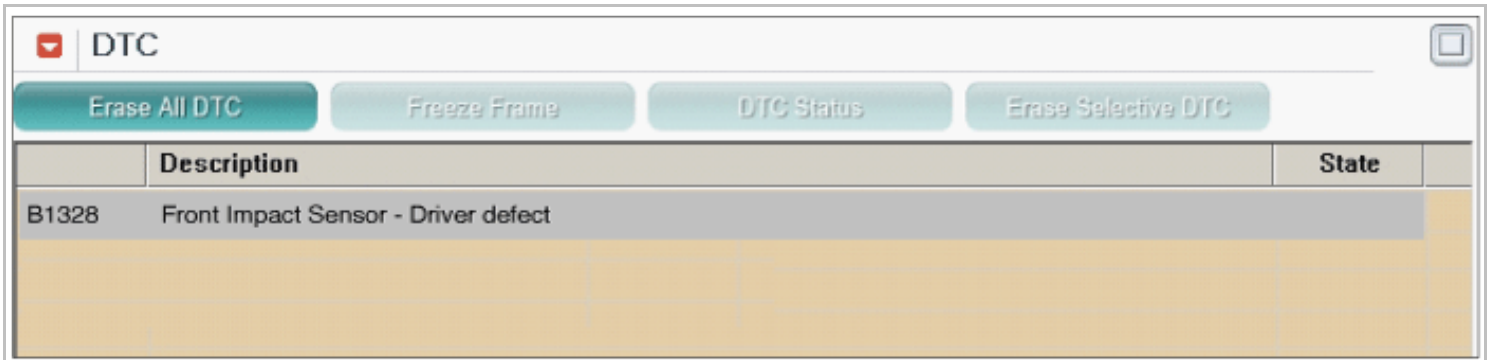 DTC
Erase All DTC Freeze Frame DTC Status Erase Selective DTC
Description State
B1328 Front Impact Sensor - Driver defect